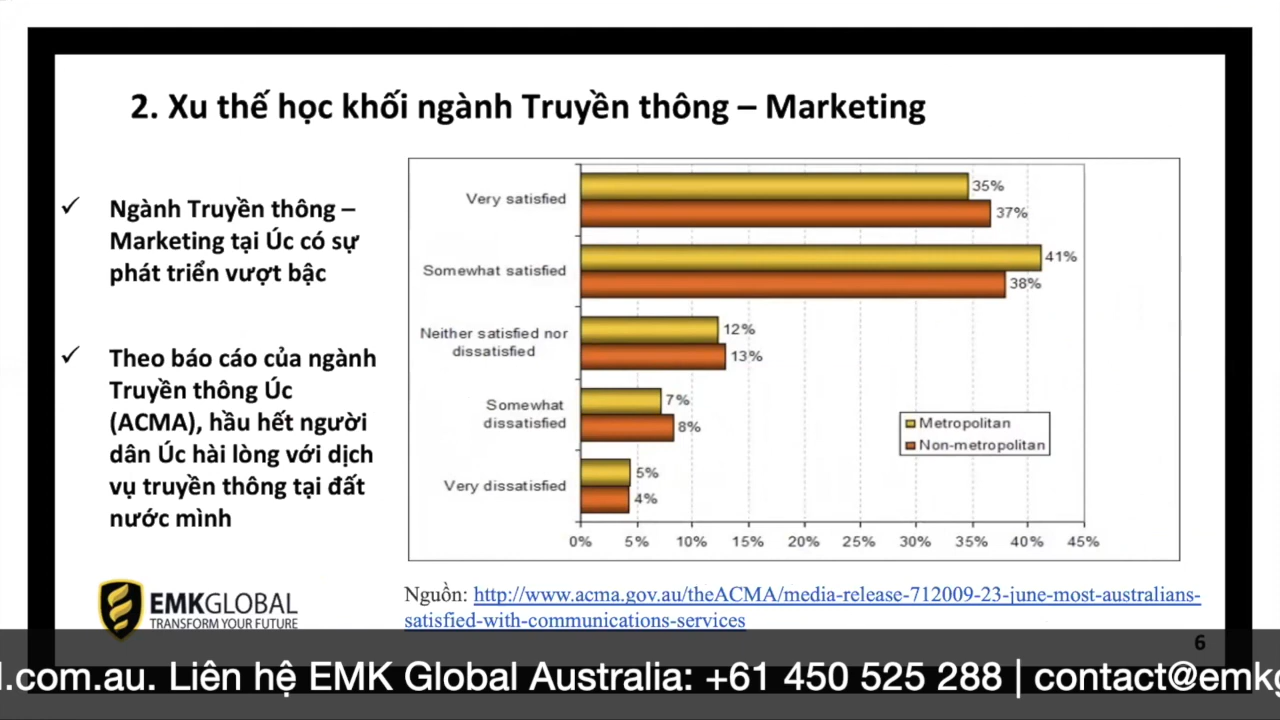 2. Xu thế học khối ngành Truyền thông – Marketing
✓ Ngành Truyền thông –
Marketing tại Úc có sự
phát triển vượt bậc
✓ Theo báo cáo của ngành
Truyền thông Úc
(ACMA), hầu hết người
dân Úc hài lòng với dịch
vụ truyền thông tại đất
nước mình
Very satisfied
35%
37%
Somewhat satisfied
41%
38%
Neither satisfied nor
dissatisfied
12%
13%
Somewhat
dissatisfied
7%
8%
Very dissatisfied
5%
4%
Metropolitan
Non-metropolitan
0% 5% 10% 15% 20% 25% 30% 35% 40% 45%
Nguồn: http://www.acma.gov.au/theACMA/media-release-712009-23-june-most-australians-
satisfied-with-communications-services
EMKGLOBAL
TRANSFORM YOUR FUTURE
6
l.com.au. Liên hệ EMK Global Australia: +61 450 525 288 | contact@emkg